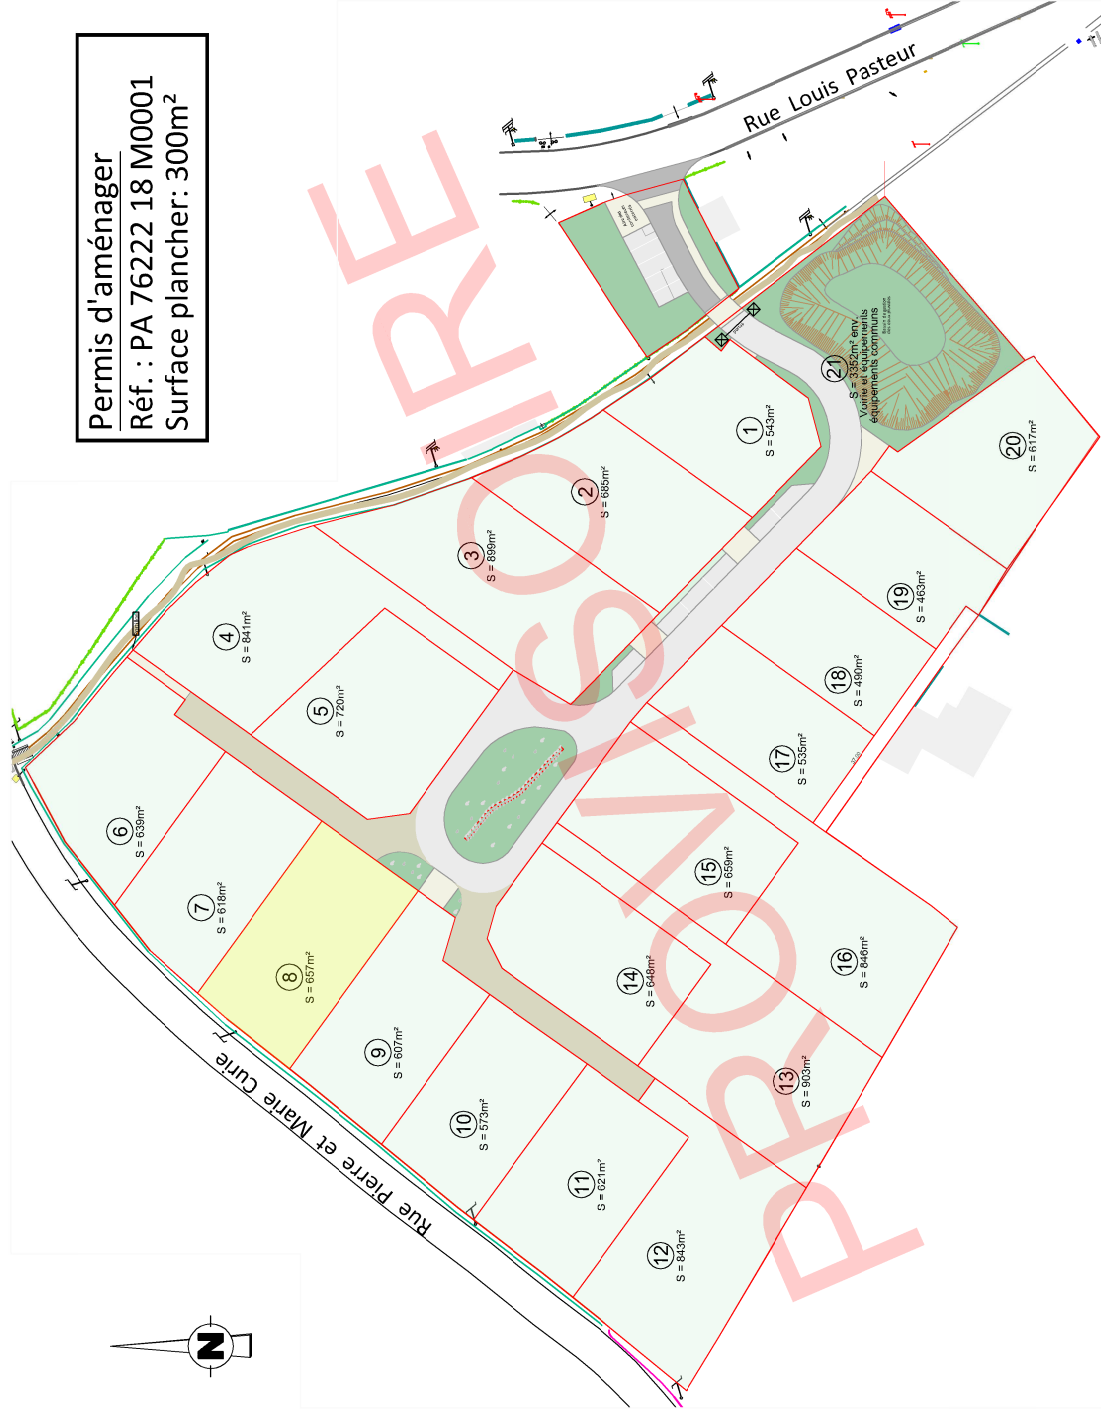 Permis d'aménager
Réf. : PA 76222 18 M0001
Surface plancher: 300m²
Rue Louis Pasteur
Rue Pierre et Marie Curie
PROVISOIRE
1
S = 543m²
2
S = 685m²
3
S = 899m²
4
S = 841m²
5
S = 720m²
6
S = 639m²
7
S = 618m²
8
S = 657m²
9
S = 607m²
10
S = 573m²
11
S = 621m²
12
S = 843m²
13
S = 903m²
14
S = 648m²
15
S = 659m²
16
S = 846m²
17
S = 535m²
18
S = 490m²
19
S = 463m²
20
S = 617m²
21
S = 3352m² env.
Voirie et équipements
équipements communs
N